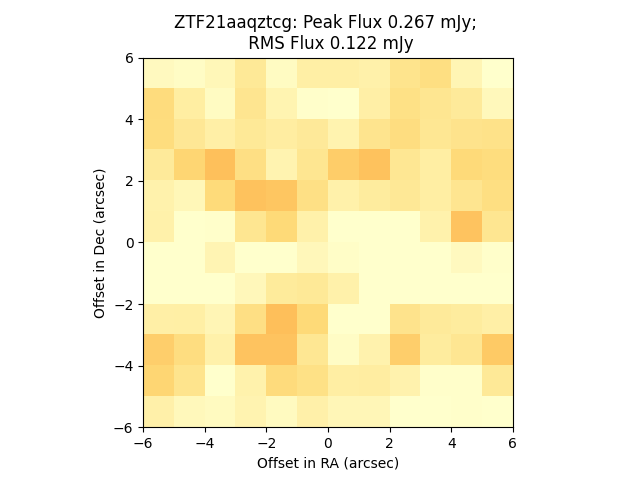 ZTF21aaqztcg: Peak Flux 0.267 mJy;
RMS Flux 0.122 mJy
6
4
2
0
−2
−4
−6
Offset in Dec (arcsec)
−6 −4 −2 0 2 4 6
Offset in RA (arcsec)